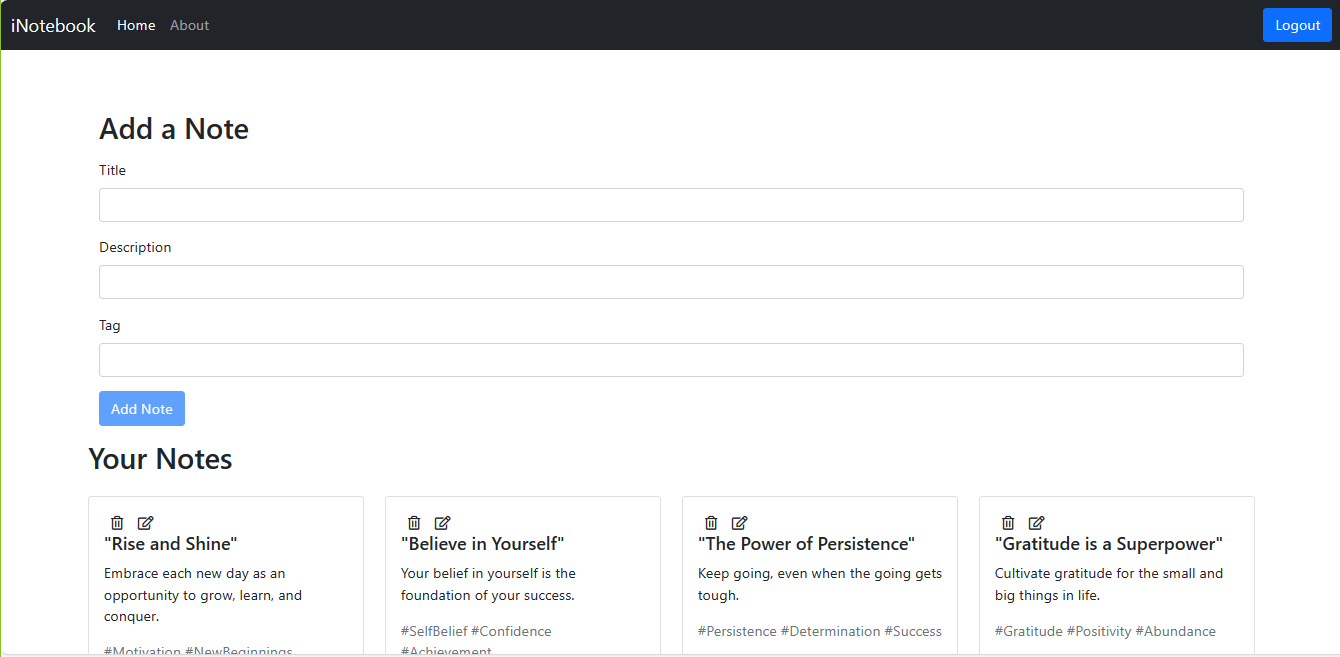 iNotebook Home About Logout
Add a Note
Title
Description
Tag
Add Note
Your Notes
"Rise and Shine"
Embrace each new day as an
opportunity to grow, learn, and
conquer.
#Motivation #NewBeginnings
"Believe in Yourself"
Your belief in yourself is the
foundation of your success.
#SelfBelief #Confidence
#Achievement
"The Power of Persistence"
Keep going, even when the going gets
tough.
#Persistence #Determination #Success
"Gratitude is a Superpower"
Cultivate gratitude for the small and
big things in life.
#Gratitude #Positivity #Abundance